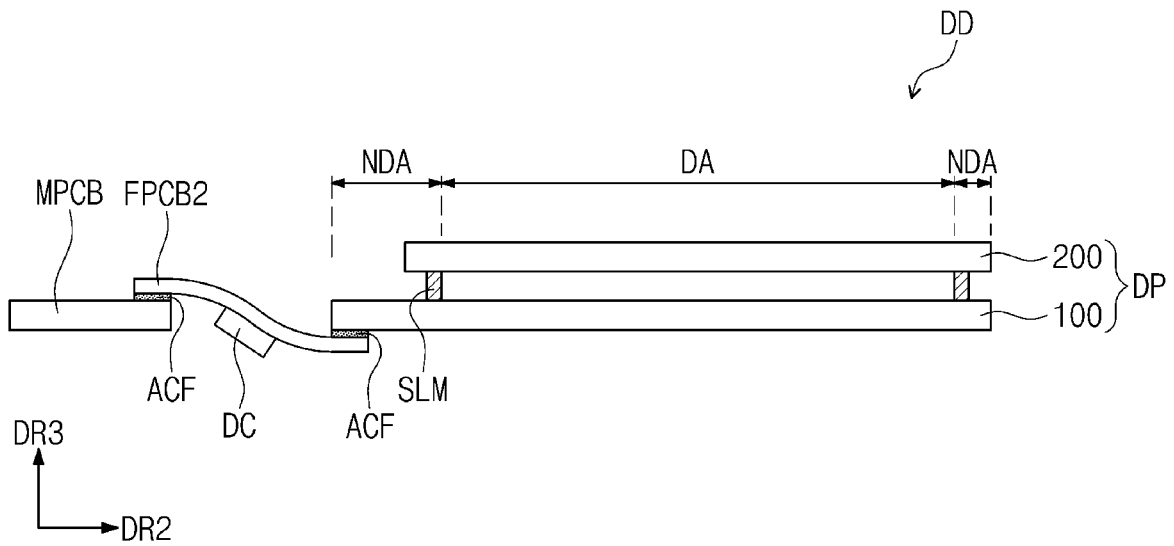 DD
NDA DA NDA
MPCB FPCB2
200
DP
100
ACF DC ACF SLM
DR3
DR2